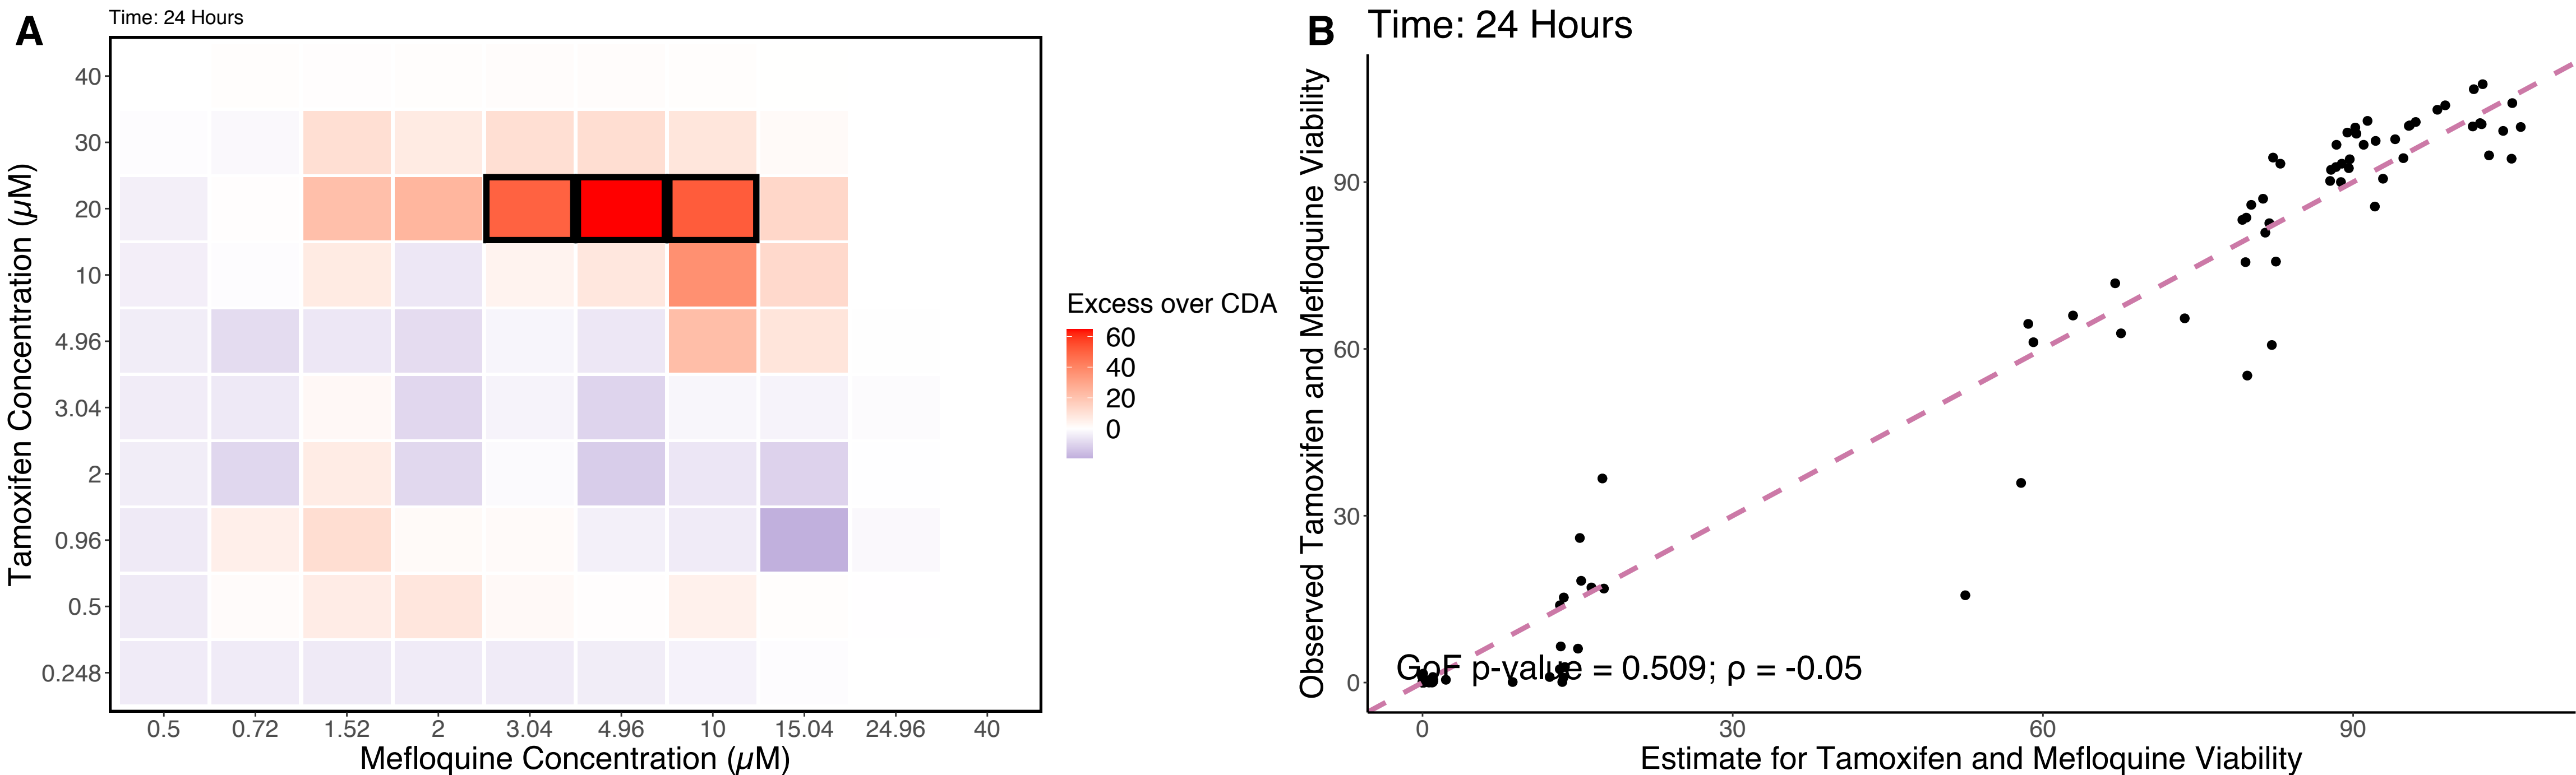 A
Time: 24 Hours
Tamoxifen Concentration (µM)
40
30
20
10
4.96
3.04
2
0.96
0.5
0.248
0.5 0.72 1.52 2 3.04 4.96 10 15.04 24.96 40
Mefloquine Concentration (µM)
Excess over CDA
60
40
20
0
B
Time: 24 Hours
Observed Tamoxifen and Mefloquine Viability
90
60
30
0
GoF p-value = 0.509; ρ = -0.05
0 30 60 90
Estimate for Tamoxifen and Mefloquine Viability